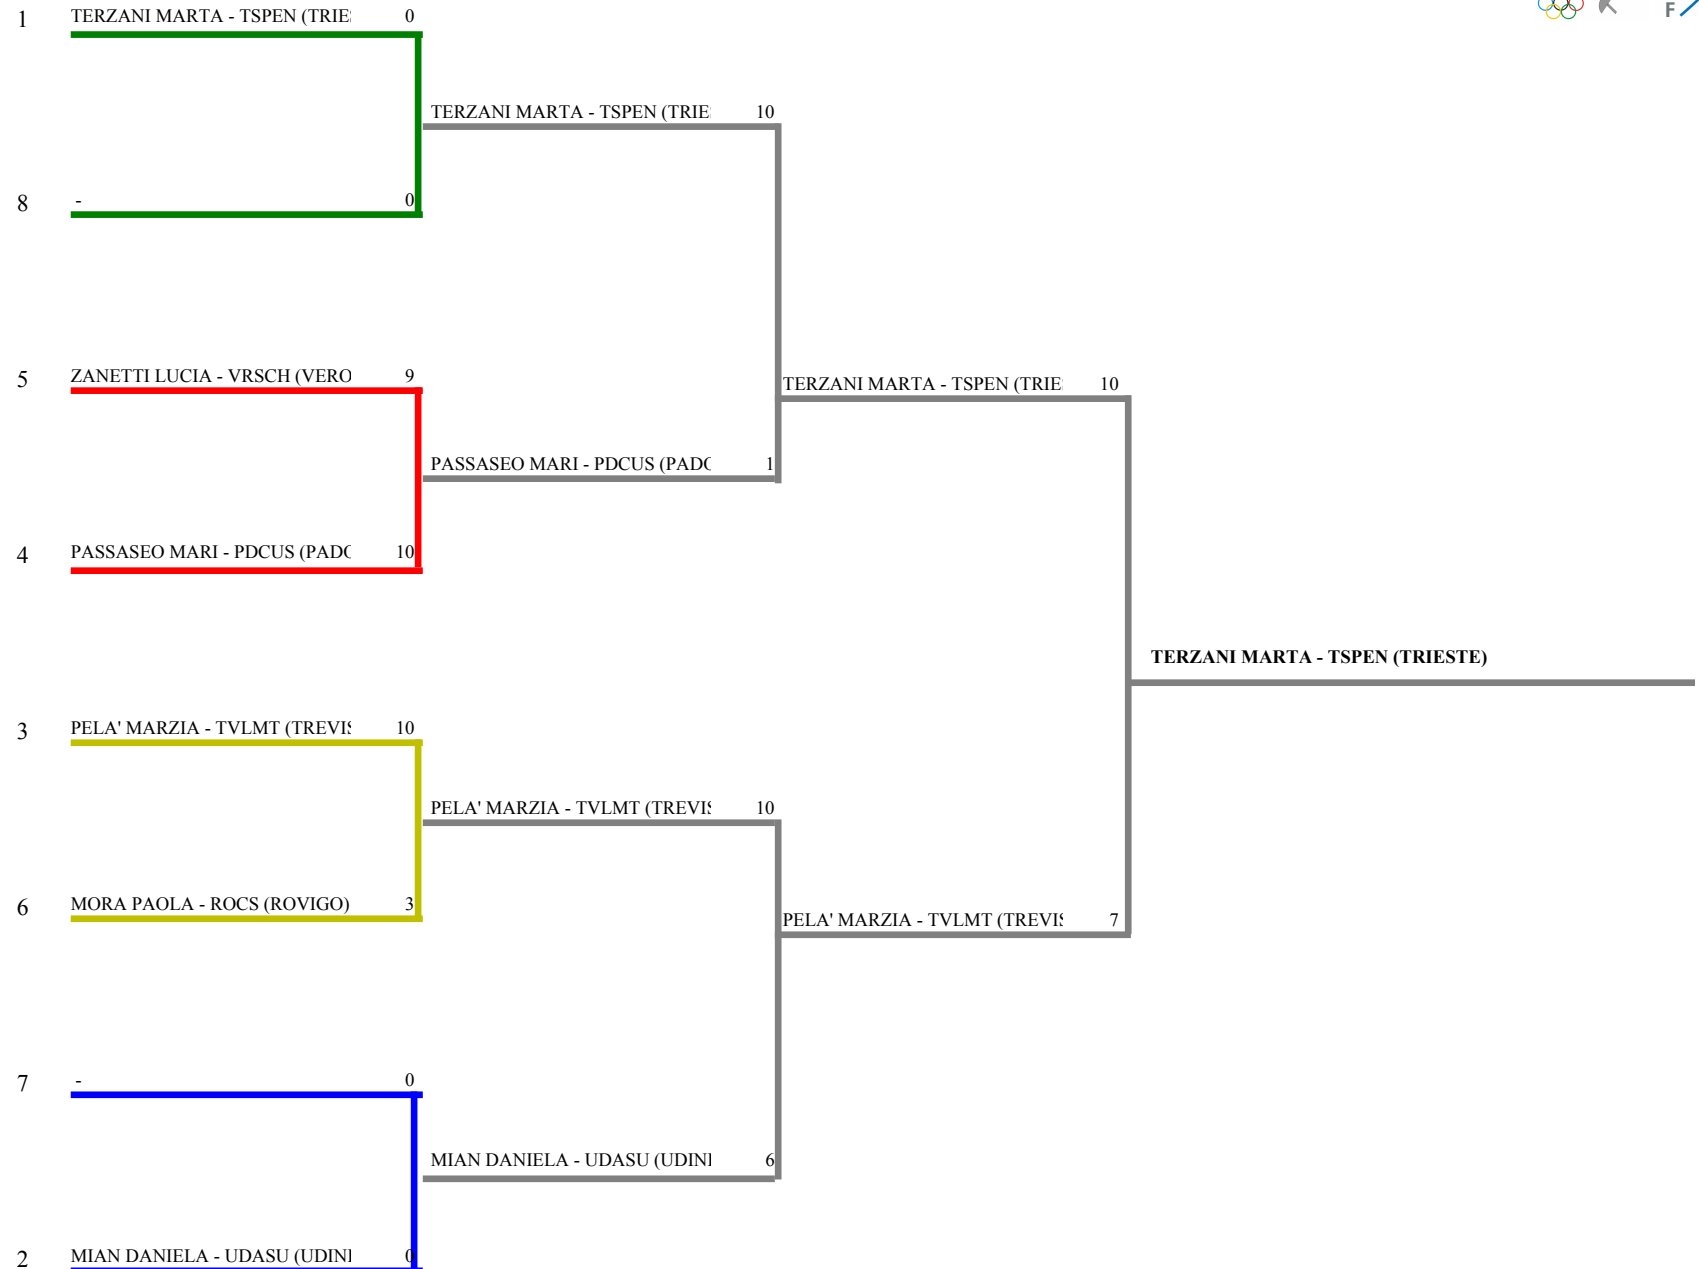 1 TERZANI MARTA - TSPEN (TRIE 0
F
TERZANI MARTA - TSPEN (TRIE 10
8 - 0
5 ZANETTI LUCIA - VRSCH (VERO 9
TERZANI MARTA - TSPEN (TRIE 10
PASSASEO MARI - PDCUS (PADO 1
4 PASSASEO MARI - PDCUS (PADO 10
TERZANI MARTA - TSPEN (TRIESTE)
3 PELA' MARZIA - TVLMT (TREVIS 10
PELA' MARZIA - TVLMT (TREVIS 10
6 MORA PAOLA - ROCS (ROVIGO) 3
PELA' MARZIA - TVLMT (TREVIS 7
7 - 0
MIAN DANIELA - UDASU (UDINI 6
2 MIAN DANIELA - UDASU (UDINI 0